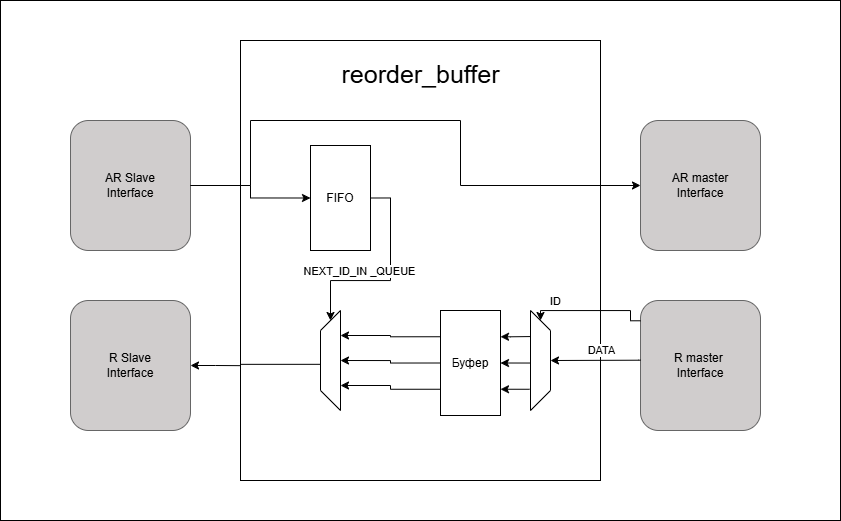 reorder_buffer
AR Slave
Interface
FIFO
AR master
Interface
NEXT_ID_IN _QUEUE
ID
DATA
R Slave
Interface
Буфер
R master
Interface